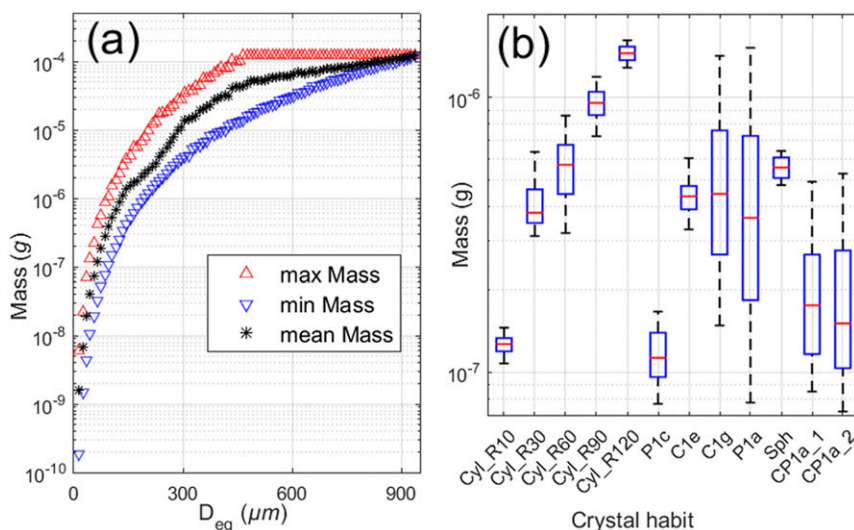 (a)
10^-4
10^-5
10^-6
10^-7
10^-8
10^-9
10^-10
Mass (g)
max Mass
min Mass
mean Mass
0
300
600
900
D_eq μm
(b)
10^-6
10^-7
Mass (g)
Cyl_R10
Cyl_R30
Cyl_R60
Cyl_R90
Cyl_R120
P1c
C1e
C1g
P1a
Sph
CP1a_1
CP1a_2
Crystal habit